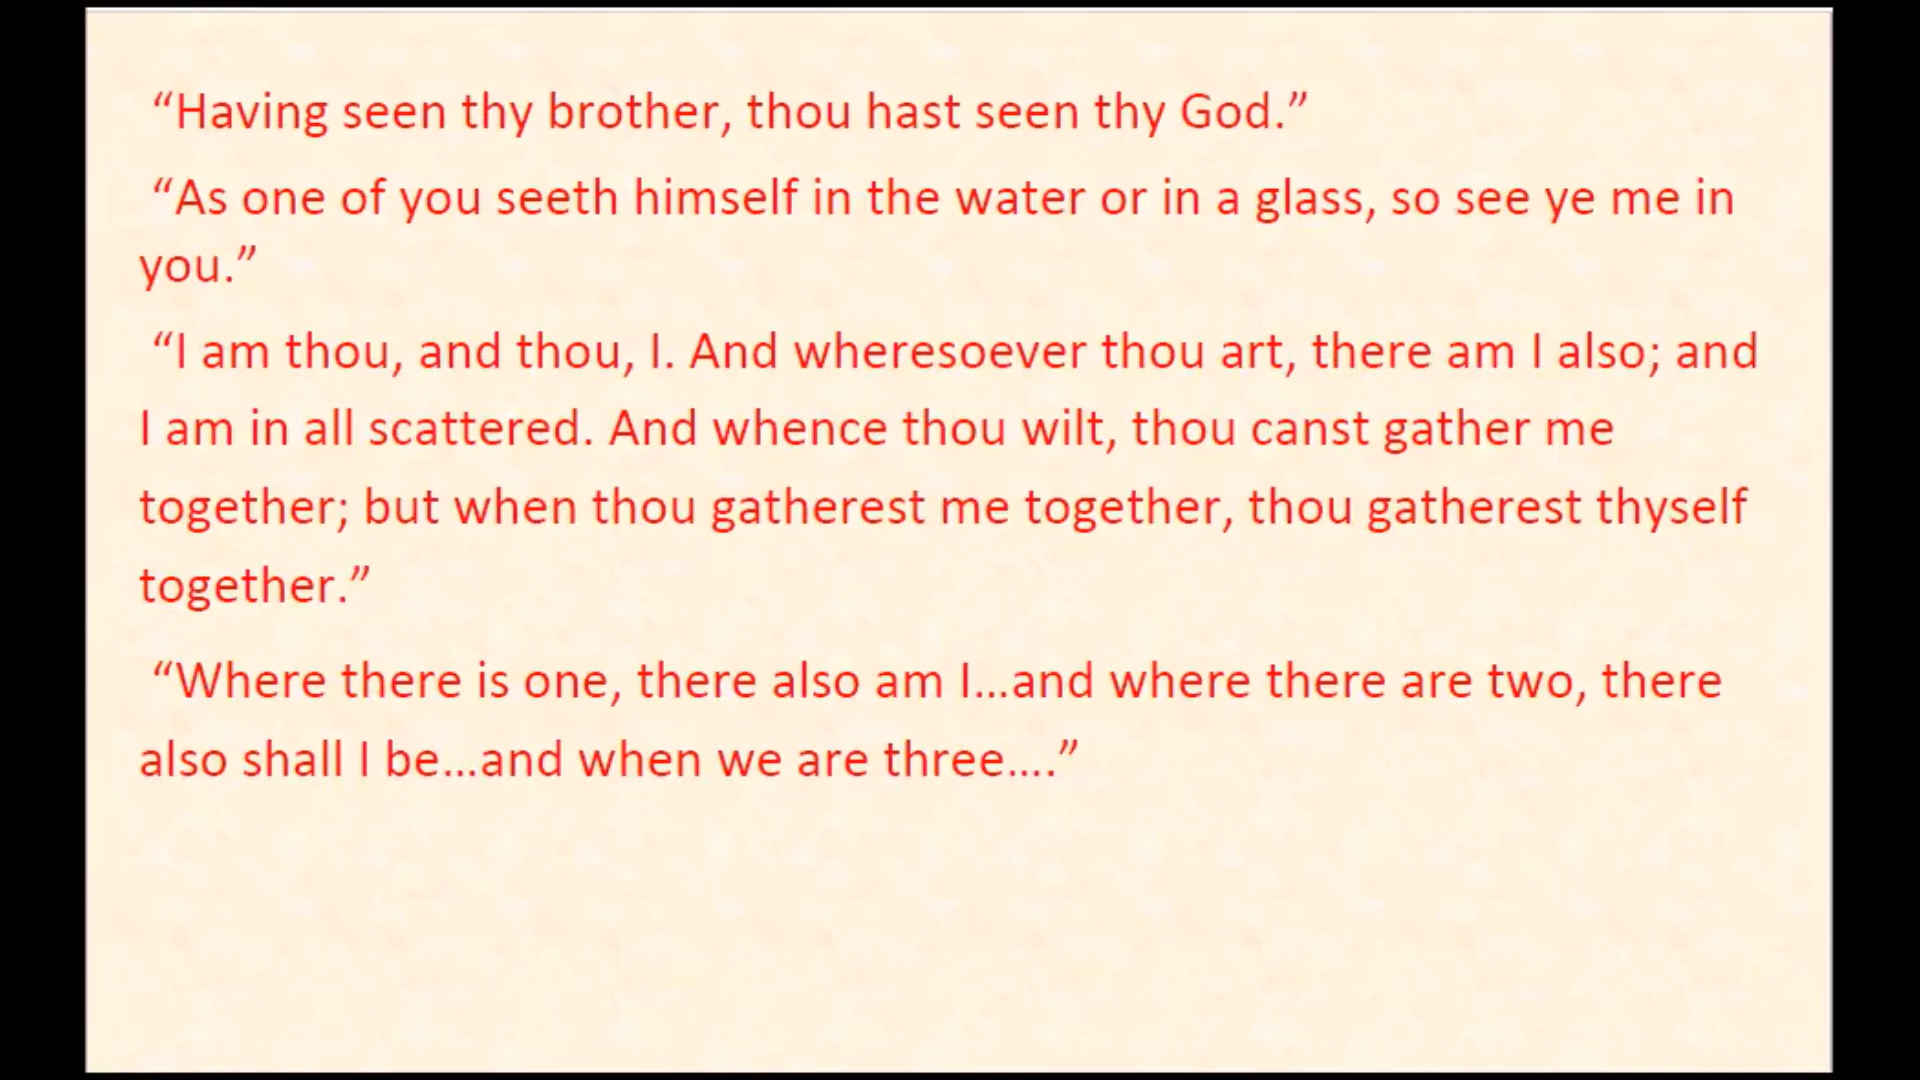 “Having seen thy brother, thou hast seen thy God.”
“As one of you seeth himself in the water or in a glass, so see ye me in
you.”
“I am thou, and thou, I. And wheresoever thou art, there am I also; and
I am in all scattered. And whence thou wilt, thou canst gather me
together; but when thou gatherest me together, thou gatherest thyself
together.”
“Where there is one, there also am I...and where there are two, there
also shall I be...and when we are three....”